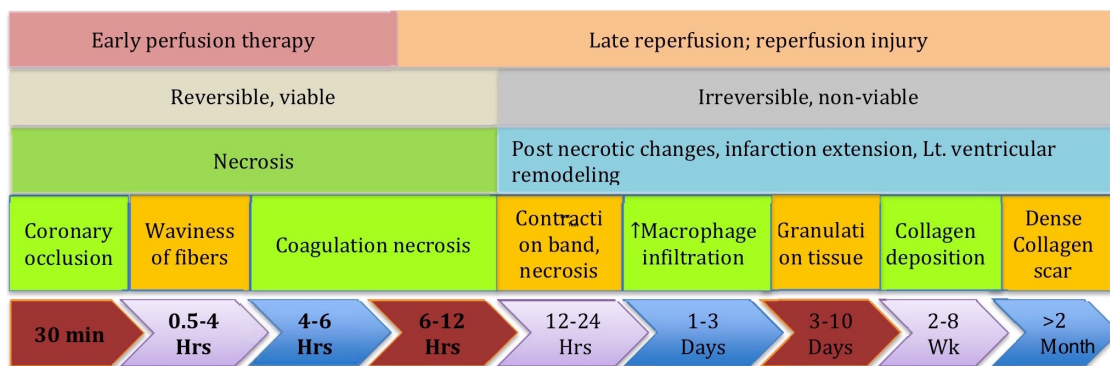 Early perfusion therapy
Late reperfusion; reperfusion injury
Reversible, viable
Irreversible, non-viable
Necrosis
Post necrotic changes, infarction extension, Lt. ventricular
remodeling
Coronary
occlusion
Waviness
of fibers
Coagulation necrosis
Contracti
on band,
necrosis
↑Macrophage
infiltration
Granulati
on tissue
Collagen
deposition
Dense
Collagen
scar
30 min
0.5-4
Hrs
4-6
Hrs
6-12
Hrs
12-24
Hrs
1-3
Days
3-10
Days
2-8
Wk
>2
Month